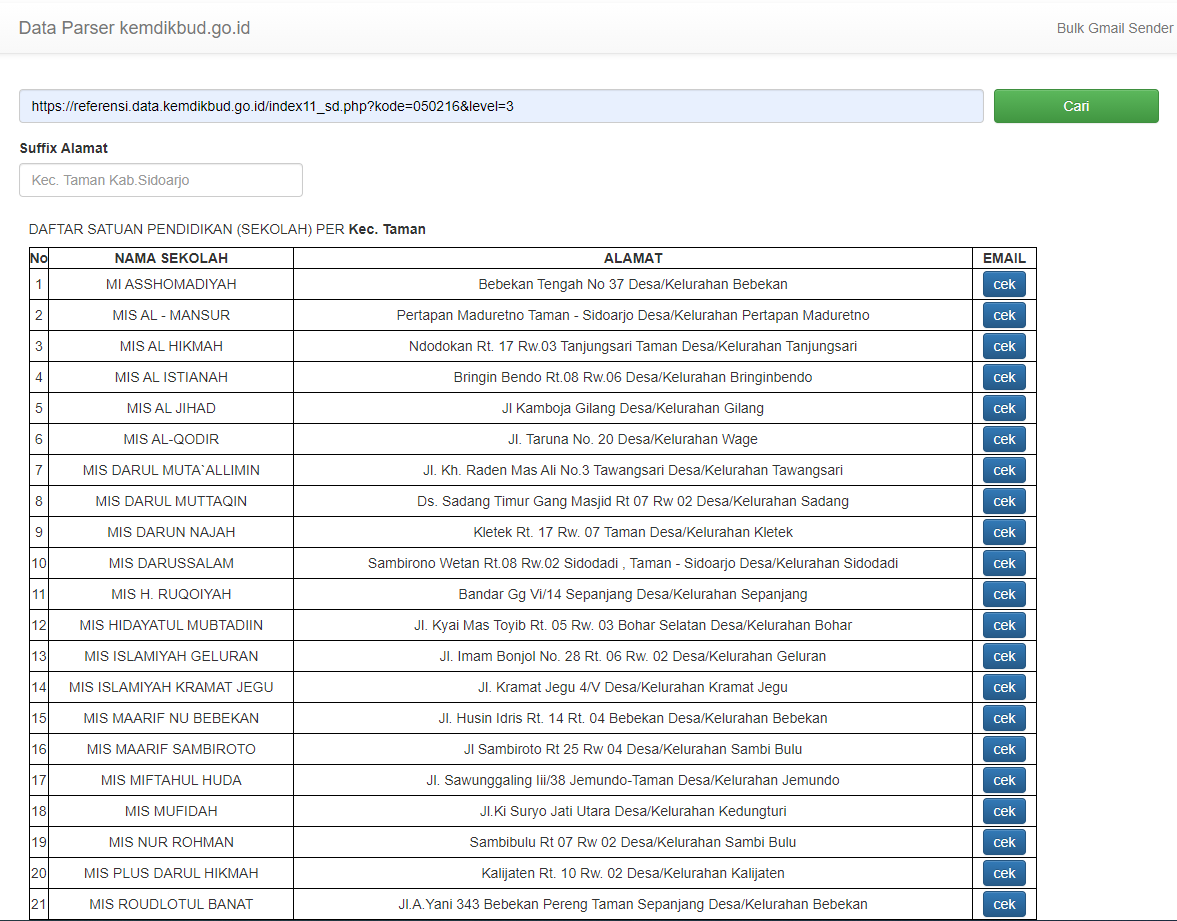 Data Parser kemdikbud.go.id Bulk Gmail Sender
https://referensi.data.kemdikbud.go.id/index11_sd.php?kode=050216&level=3 Cari
Suffix Alamat
Kec. Taman Kab.Sidoarjo
DAFTAR SATUAN PENDIDIKAN (SEKOLAH) PER Kec. Taman
No NAMA SEKOLAH ALAMAT EMAIL
1 MI ASSHOMADIYAH Bebekan Tengah No 37 Desa/Kelurahan Bebekan cek
2 MIS AL - MANSUR Pertapan Maduretno Taman - Sidoarjo Desa/Kelurahan Pertapan Maduretno cek
3 MIS AL HIKMAH Ndodokan Rt. 17 Rw.03 Tanjungsari Taman Desa/Kelurahan Tanjungsari cek
4 MIS AL ISTIANAH Bringin Bendo Rt.08 Rw.06 Desa/Kelurahan Bringinbendo cek
5 MIS AL JIHAD Jl Kamboja Gilang Desa/Kelurahan Gilang cek
6 MIS AL-QODIR Jl. Taruna No. 20 Desa/Kelurahan Wage cek
7 MIS DARUL MUTA`ALLIMIN Jl. Kh. Raden Mas Ali No.3 Tawangsari Desa/Kelurahan Tawangsari cek
8 MIS DARUL MUTTAQIN Ds. Sadang Timur Gang Masjid Rt 07 Rw 02 Desa/Kelurahan Sadang cek
9 MIS DARUN NAJAH Kletek Rt. 17 Rw. 07 Taman Desa/Kelurahan Kletek cek
10 MIS DARUSSALAM Sambirono Wetan Rt.08 Rw.02 Sidodadi , Taman - Sidoarjo Desa/Kelurahan Sidodadi cek
11 MIS H. RUQOIYAH Bandar Gg Vi/14 Sepanjang Desa/Kelurahan Sepanjang cek
12 MIS HIDAYATUL MUBTADIIN Jl. Kyai Mas Toyib Rt. 05 Rw. 03 Bohar Selatan Desa/Kelurahan Bohar cek
13 MIS ISLAMIYAH GELURAN Jl. Imam Bonjol No. 28 Rt. 06 Rw. 02 Desa/Kelurahan Geluran cek
14 MIS ISLAMIYAH KRAMAT JEGU Jl. Kramat Jegu 4/V Desa/Kelurahan Kramat Jegu cek
15 MIS MAARIF NU BEBEKAN Jl. Husin Idris Rt. 14 Rt. 04 Bebekan Desa/Kelurahan Bebekan cek
16 MIS MAARIF SAMBIROTO Jl Sambiroto Rt 25 Rw 04 Desa/Kelurahan Sambi Bulu cek
17 MIS MIFTAHUL HUDA Jl. Sawunggaling Iii/38 Jemundo-Taman Desa/Kelurahan Jemundo cek
18 MIS MUFIDAH Jl.Ki Suryo Jati Utara Desa/Kelurahan Kedungturi cek
19 MIS NUR ROHMAN Sambibulu Rt 07 Rw 02 Desa/Kelurahan Sambi Bulu cek
20 MIS PLUS DARUL HIKMAH Kalijaten Rt. 10 Rw. 02 Desa/Kelurahan Kalijaten cek
21 MIS ROUDLOTUL BANAT Jl.A.Yani 343 Bebekan Pereng Taman Sepanjang Desa/Kelurahan Bebekan cek